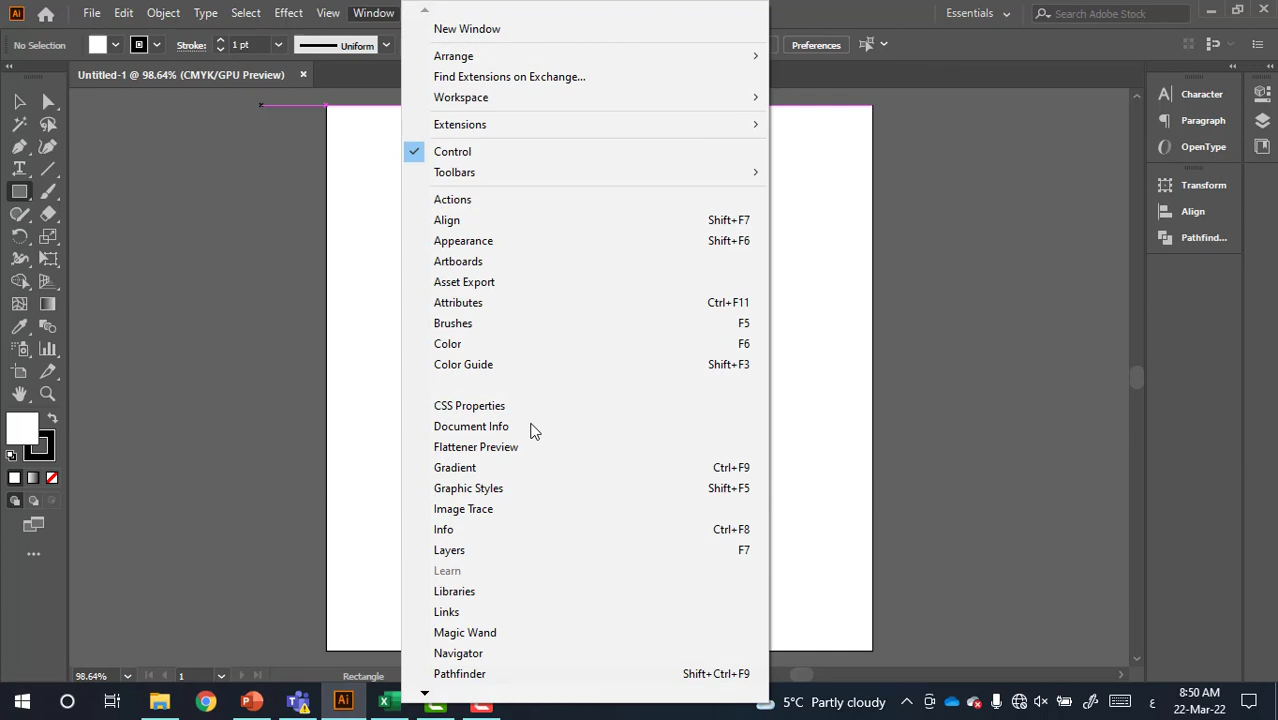 Ai File Edit Object Type Select Effect View Window Essentials Search Adobe Stock
No Selection Stroke: 1 pt Uniform Preferences
Untitled-1 @ 98.64% (CMYK/GPU Preview)
New Window
Arrange
Find Extensions on Exchange...
Workspace
Extensions
Control
Toolbars
Actions
Align Shift+F7
Appearance Shift+F6
Artboards
Asset Export
Attributes Ctrl+F11
Brushes F5
Color F6
Color Guide Shift+F3
CSS Properties
Document Info
Flattener Preview
Gradient Ctrl+F9
Graphic Styles Shift+F5
Image Trace
Info Ctrl+F8
Layers F7
Learn
Libraries
Links
Magic Wand
Navigator
Pathfinder Shift+Ctrl+F9
Character
Paragraph
OpenType
Transform
Align
Pathfind...
98.64% 1 Rectangle
Ai 5°C Partly cloudy ع 8:50 AM
22-Mar-22